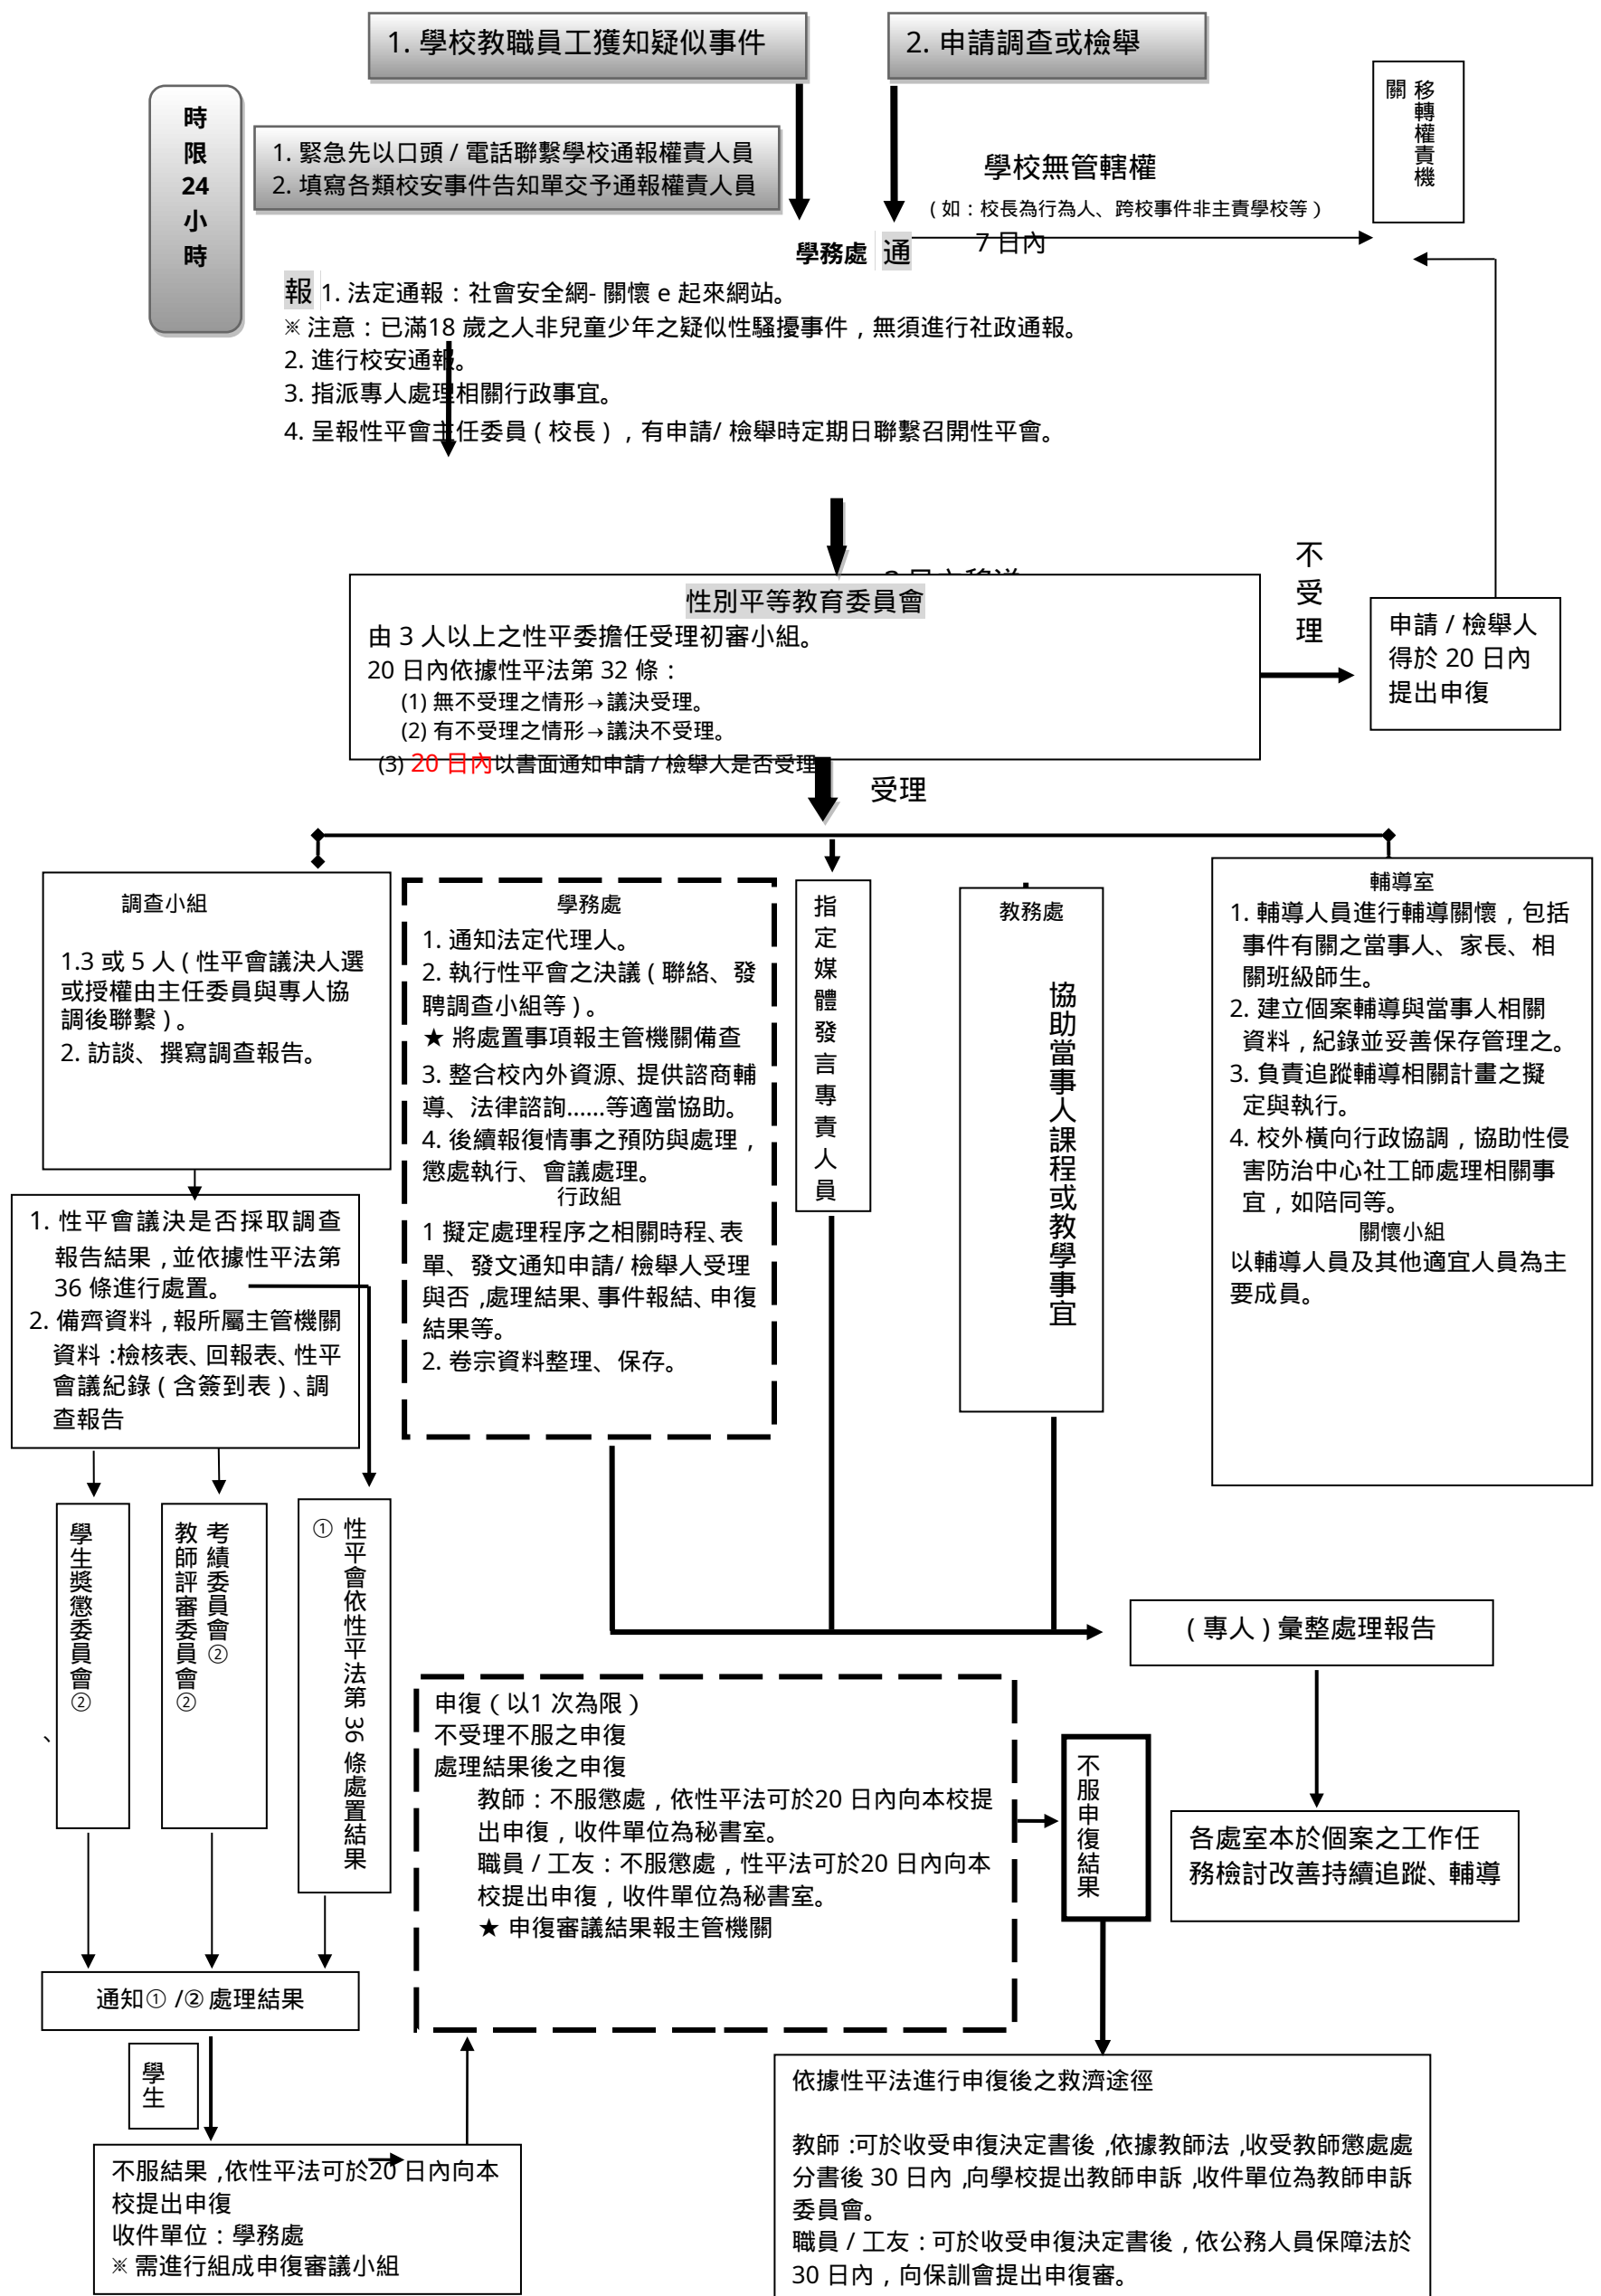 1. 學校教職員工獲知疑似事件
2. 申請調查或檢舉
移轉權責機
關
時
限
24
小
時
1. 緊急先以口頭 / 電話聯繫學校通報權責人員
2. 填寫各類校安事件告知單交予通報權責人員
學校無管轄權
(如：校長為行為人、跨校事件非主責學校等)
7 日內
學務處 通
報 1. 法定通報：社會安全網- 關懷 e 起來網站。
※ 注意：已滿18 歲之人非兒童少年之疑似性騷擾事件，無須進行社政通報。
2. 進行校安通報。
3. 指派專人處理相關行政事宜。
4. 呈報性平會主任委員 ( 校長 ) ，有申請/ 檢舉時定期日聯繫召開性平會。
性別平等教育委員會
由 3 人以上之性平委擔任受理初審小組。
20 日內依據性平法第 32 條：
(1) 無不受理之情形→議決受理。
(2) 有不受理之情形→議決不受理。
(3) 20 日內以書面通知申請 / 檢舉人是否受理
不
受
理
申請 / 檢舉人
得於 20 日內
提出申復
受理
調查小組
1.3 或 5 人 ( 性平會議決人選
或授權由主任委員與專人協
調後聯繫 ) 。
2. 訪談、撰寫調查報告。
學務處
1. 通知法定代理人。
2. 執行性平會之決議 ( 聯絡、發
聘調查小組等 ) 。
★ 將處置事項報主管機關備查
3. 整合校內外資源、提供諮商輔
導、法律諮詢......等適當協助。
4. 後續報復情事之預防與處理，
懲處執行、會議處理。
行政組
1 擬定處理程序之相關時程、表
單、發文通知申請/ 檢舉人受理
與否，處理結果、事件報結、申復
結果等。
2. 卷宗資料整理、保存。
指
定
媒
體
發
言
專
責
人
員
教務處
協助當事人課程或教學事宜
輔導室
1. 輔導人員進行輔導關懷，包括
事件有關之當事人、家長、相
關班級師生。
2. 建立個案輔導與當事人相關
資料，紀錄並妥善保存管理之。
3. 負責追蹤輔導相關計畫之擬
定與執行。
4. 校外橫向行政協調，協助性侵
害防治中心社工師處理相關事
宜，如陪同等。
關懷小組
以輔導人員及其他適宜人員為主
要成員。
1. 性平會議決是否採取調查
報告結果，並依據性平法第
36 條進行處置。
2. 備齊資料，報所屬主管機關
資料：檢核表、回報表、性平
會議紀錄 ( 含簽到表 ) 、調
查報告
學生獎懲委員會②
、
考績委員會②
教師評審委員會②
性平會依性平法第 36 條處置結果
①
( 專人 ) 彙整處理報告
申復 ( 以1 次為限 )
不受理不服之申復
處理結果後之申復
教師：不服懲處，依性平法可於20 日內向本校提
出申復，收件單位為秘書室。
職員 / 工友：不服懲處，性平法可於20 日內向本
校提出申復，收件單位為秘書室。
★ 申復審議結果報主管機關
不服申復結果
各處室本於個案之工作任
務檢討改善持續追蹤、輔導
通知① /②處理結果
學
生
不服結果，依性平法可於20 日內向本
校提出申復
收件單位：學務處
※ 需進行組成申復審議小組
依據性平法進行申復後之救濟途徑
教師：可於收受申復決定書後，依據教師法，收受教師懲處處
分書後 30 日內，向學校提出教師申訴，收件單位為教師申訴
委員會。
職員 / 工友：可於收受申復決定書後，依公務人員保障法於
30 日內，向保訓會提出申復審。